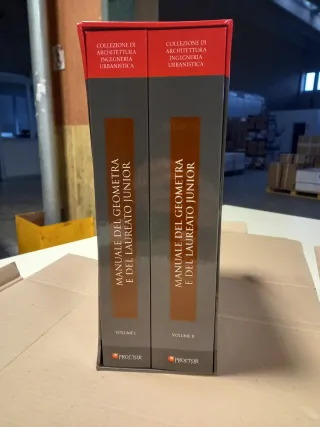 COLLEZIONE DI
ARCHITETTURA
INGEGNERIA
URBANISTICA
MANUALE DEL GEOMETRA
E DEL LAUREATO JUNIOR
VOLUME I
PROCTOR
COLLEZIONE DI
ARCHITETTURA
INGEGNERIA
URBANISTICA
MANUALE DEL GEOMETRA
E DEL LAUREATO JUNIOR
VOLUME II
PROCTOR